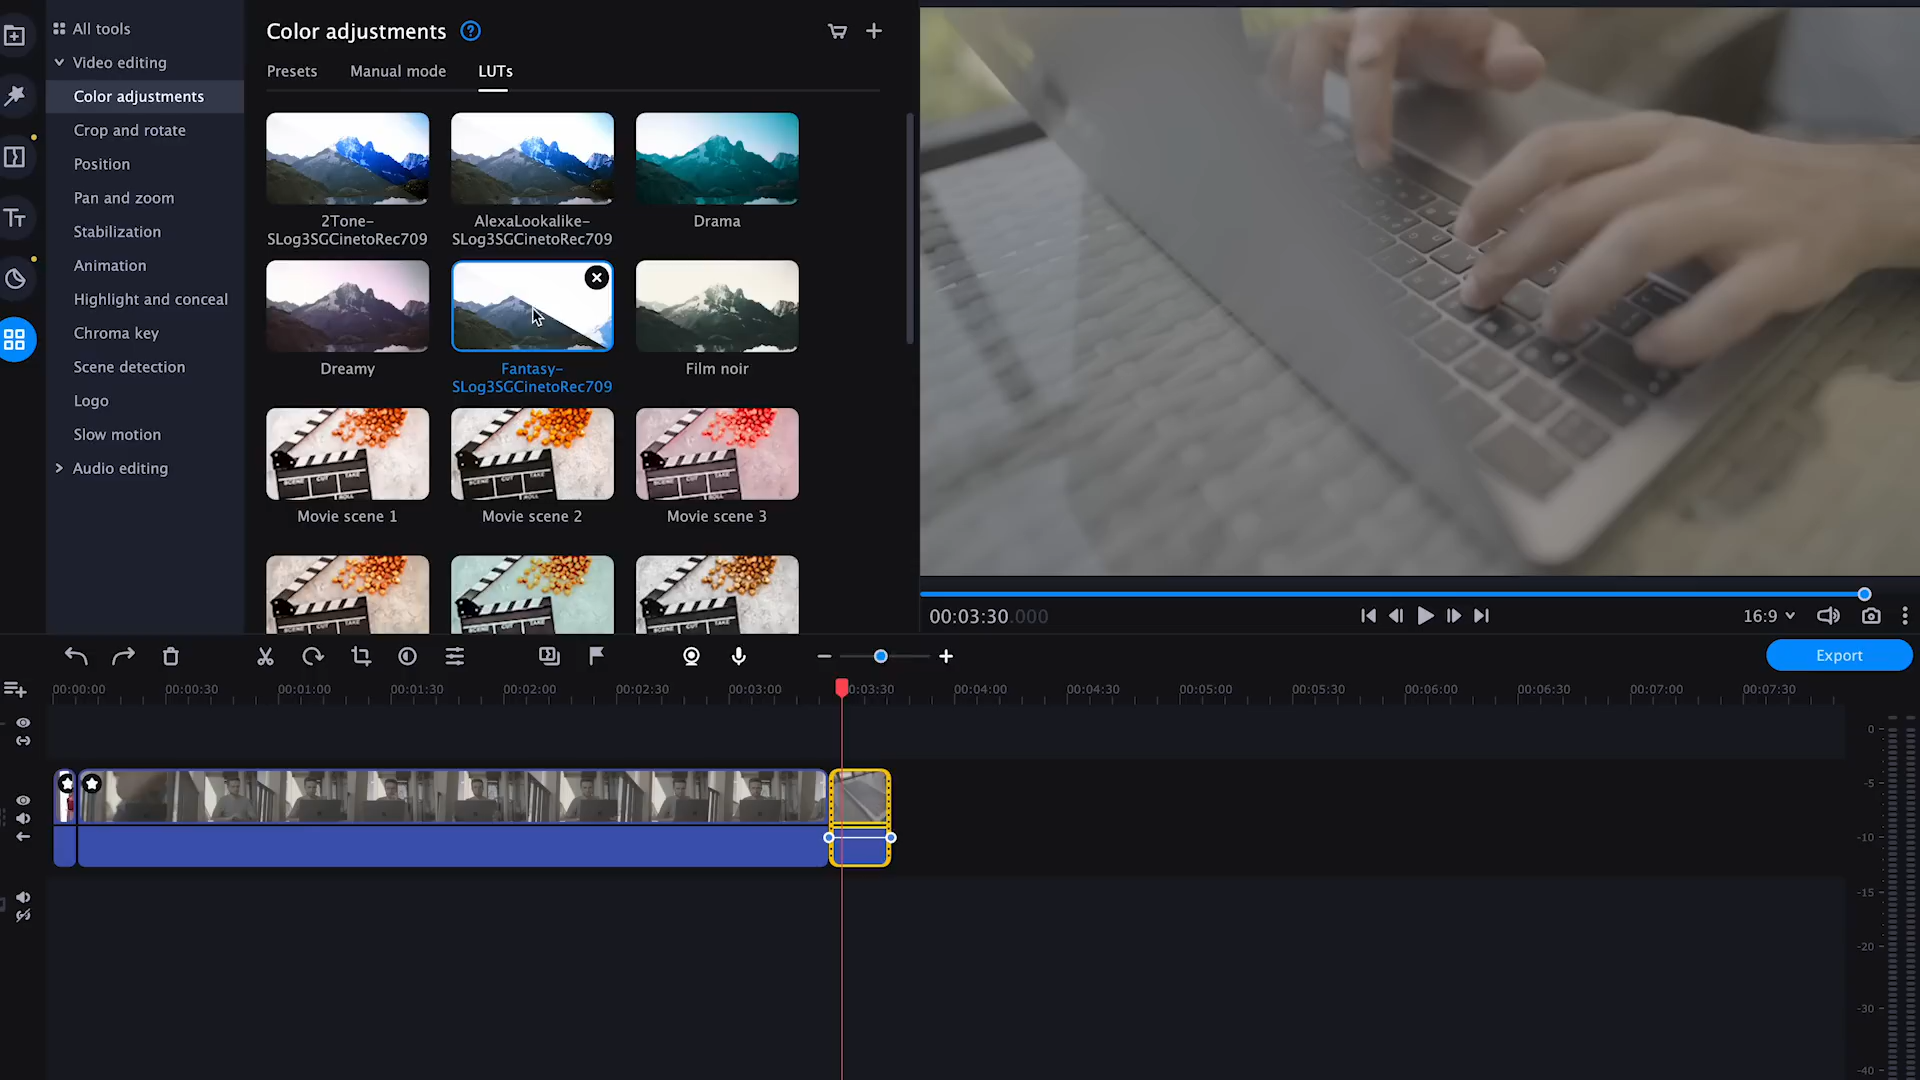 All tools
Video editing
Color adjustments
Crop and rotate
Position
Pan and zoom
Stabilization
Animation
Highlight and conceal
Chroma key
Scene detection
Logo
Slow motion
Audio editing
Color adjustments ?
Presets Manual mode LUTs
2Tone-
SLog3SGCinetoRec709
AlexaLookalike-
SLog3SGCinetoRec709
Drama
Dreamy
Fantasy-
SLog3SGCinetoRec709
Film noir
Movie scene 1
Movie scene 2
Movie scene 3
00:03:30.000
16:9
Export
00:00:00 00:00:30 00:01:00 00:01:30 00:02:00 00:02:30 00:03:00 0:03:30 00:04:00 00:04:30 00:05:00 00:05:30 00:06:00 00:06:30 00:07:00 00:07:30
0
-5
-10
-15
-20
-30
-40